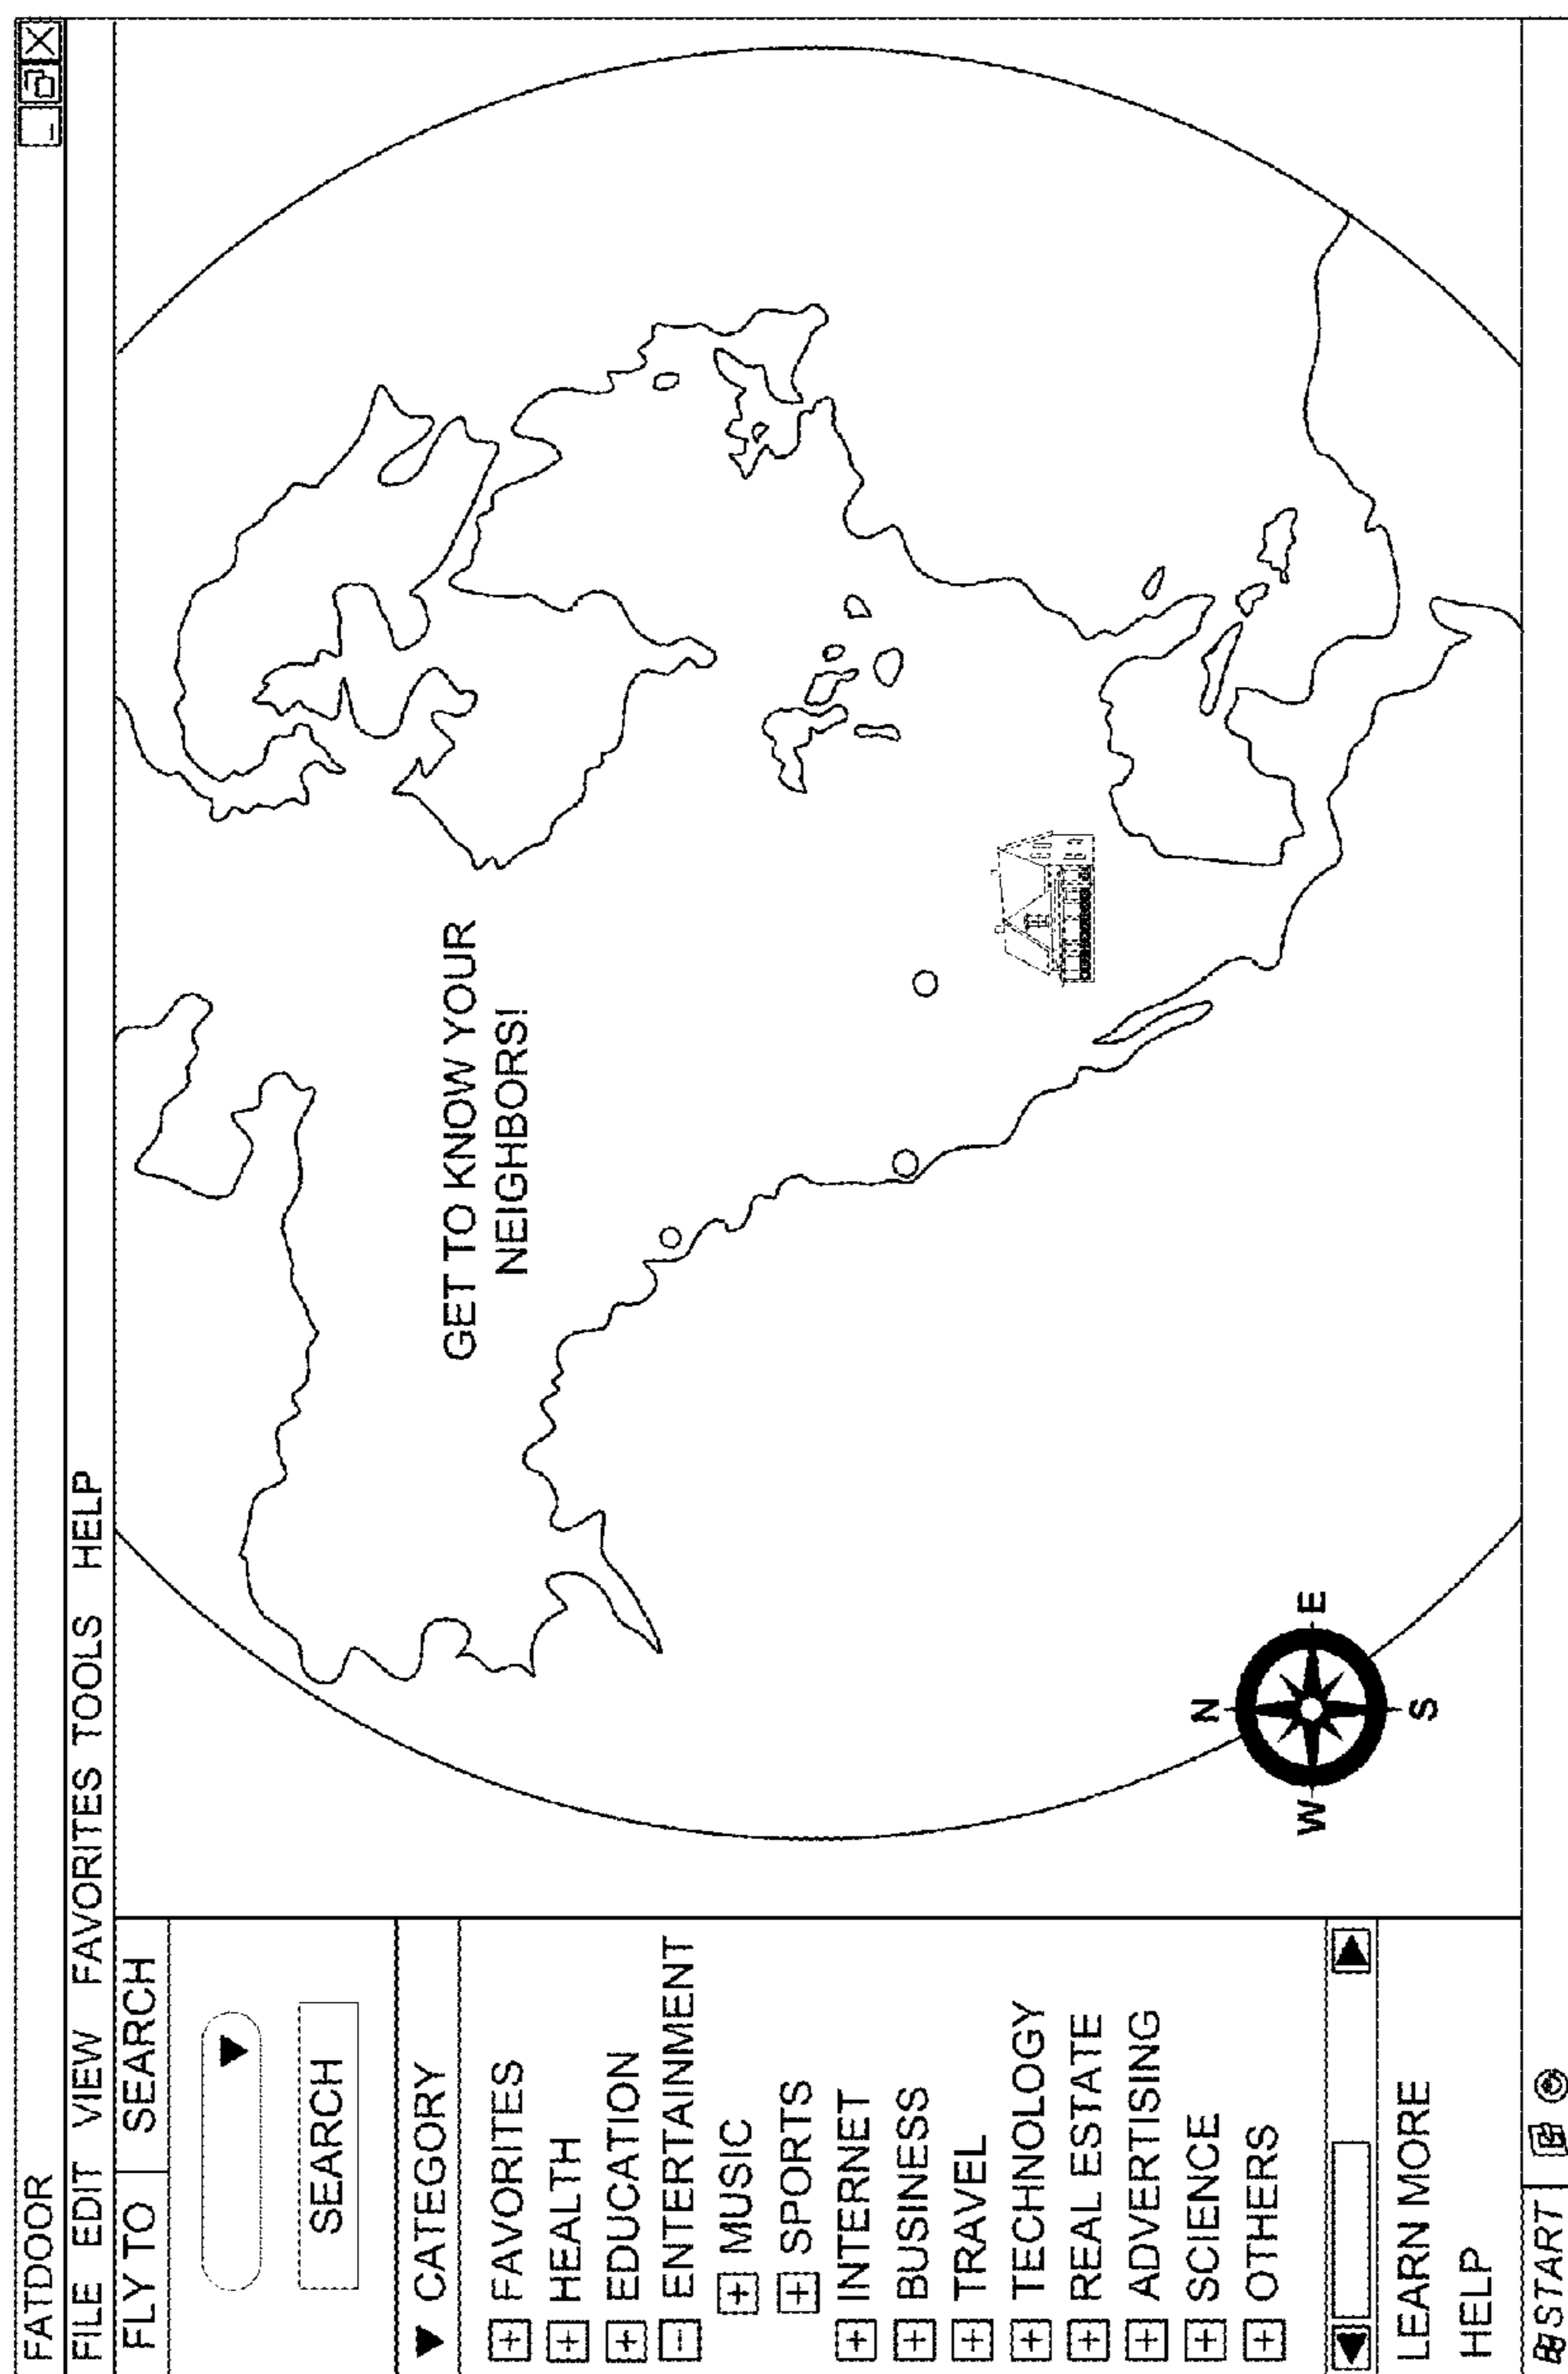 FATDOOR
FILE EDIT VIEW FAVORITES TOOLS HELP
FLY TO SEARCH
SEARCH
CATEGORY
FAVORITES
HEALTH
EDUCATION
ENTERTAINMENT
MUSIC
SPORTS
INTERNET
BUSINESS
TRAVEL
TECHNOLOGY
REAL ESTATE
ADVERTISING
SCIENCE
OTHERS
LEARN MORE
HELP
START
GET TO KNOW YOUR
NEIGHBORS!
N
W E
S